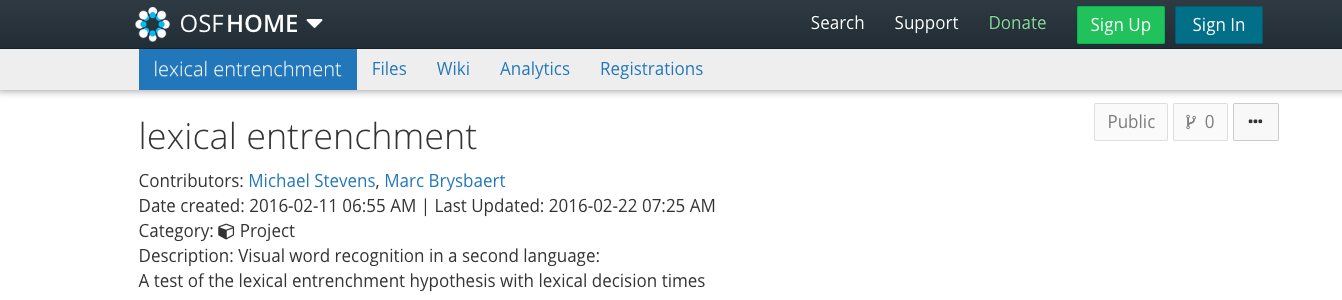 OSFHOME Search Support Donate Sign Up Sign In
lexical entrenchment Files Wiki Analytics Registrations
Public 0 •••
lexical entrenchment
Contributors: Michael Stevens, Marc Brysbaert
Date created: 2016-02-11 06:55 AM | Last Updated: 2016-02-22 07:25 AM
Category: Project
Description: Visual word recognition in a second language:
A test of the lexical entrenchment hypothesis with lexical decision times